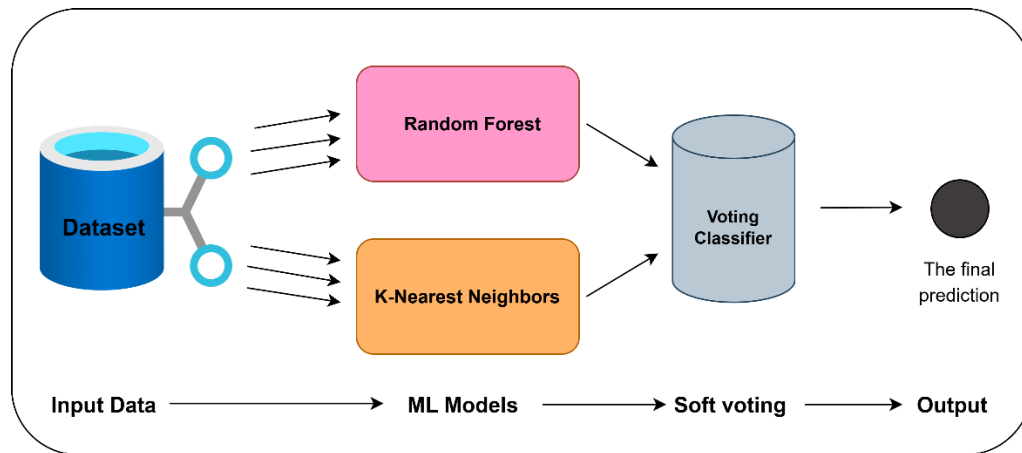 Dataset
Random Forest
K-Nearest Neighbors
Voting
Classifier
The final
prediction
Input Data
ML Models
Soft voting
Output